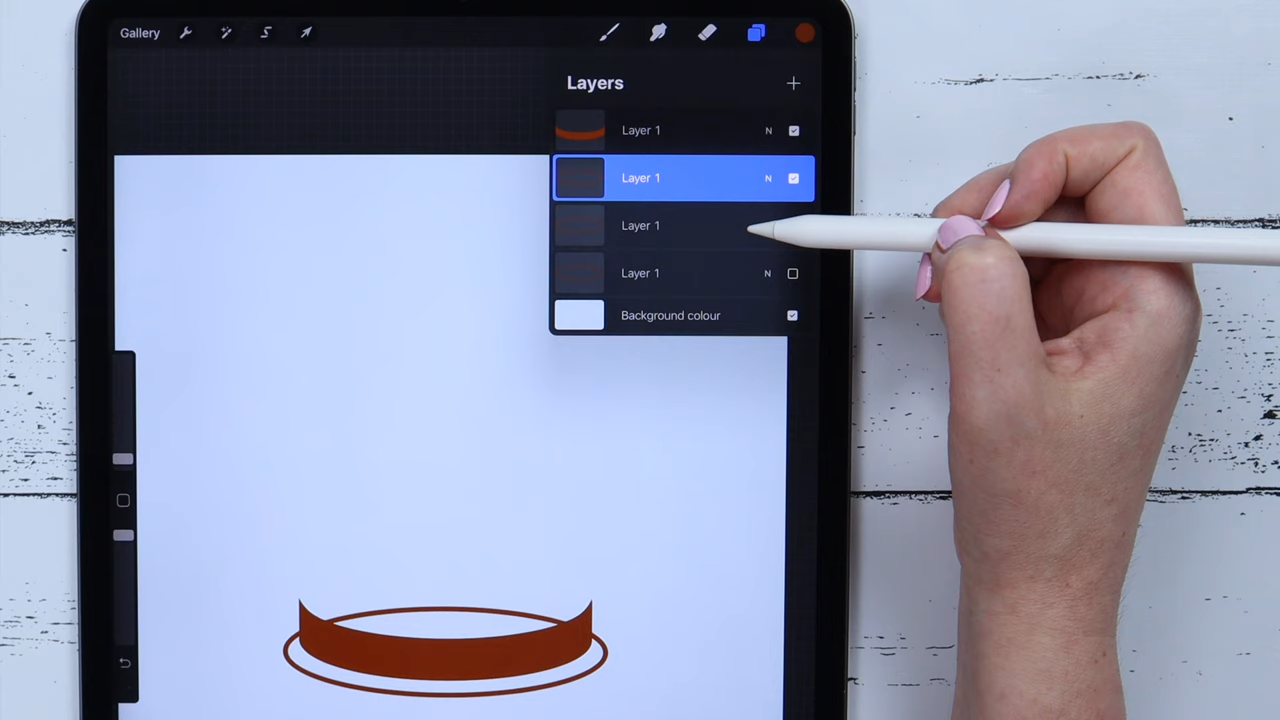 Gallery
Layers
Layer 1 N
Layer 1 N
Layer 1
Layer 1 N
Background colour